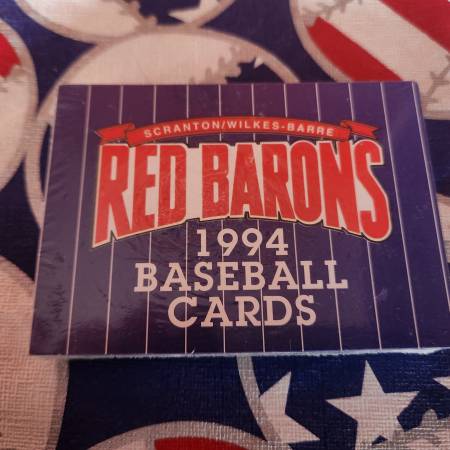 SCRANTON/WILKES-BARRE
RED BARONS
1994
BASEBALL
CARDS